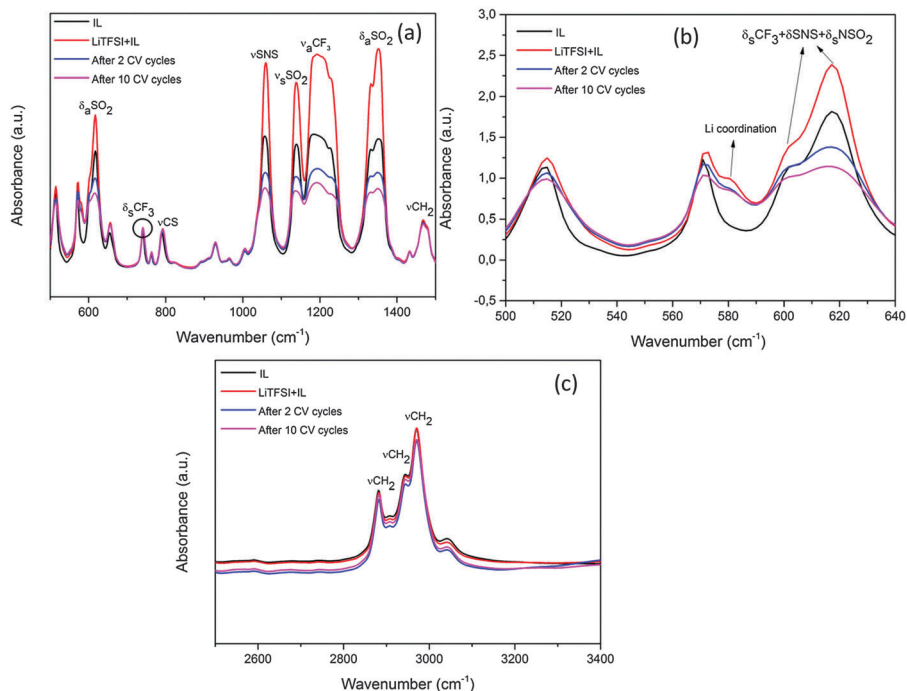 IL
LiTFSI+IL
After 2 CV cycles
After 10 CV cycles
(a)
δₐSO₂
νSNS
νₛSO₂
νₐCF₃
δₐSO₂
δₛCF₃
νCS
νCH₂
Absorbance (a.u.)
600 800 1000 1200 1400
Wavenumber (cm⁻¹)
IL
LiTFSI+IL
After 2 CV cycles
After 10 CV cycles
(b)
δₛCF₃+δSNS+δₛNSO₂
Li coordination
Absorbance (a.u.)
3,0
2,5
2,0
1,5
1,0
0,5
0,0
-0,5
500 520 540 560 580 600 620 640
Wavenumber (cm⁻¹)
IL
LiTFSI+IL
After 2 CV cycles
After 10 CV cycles
(c)
νCH₂
νCH₂
νCH₂
Absorbance (a.u.)
2600 2800 3000 3200 3400
Wavenumber (cm⁻¹)